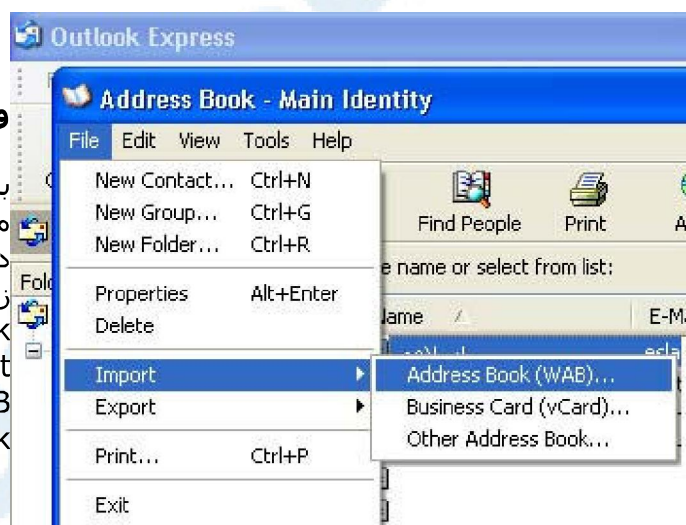 Outlook Express
Address Book - Main Identity
File Edit View Tools Help
New Contact... Ctrl+N
New Group... Ctrl+G
New Folder... Ctrl+R
Properties Alt+Enter
Delete
Import
Export
Print... Ctrl+P
Exit
Address Book (WAB)...
Business Card (vCard)...
Other Address Book...
Find People Print
name or select from list: